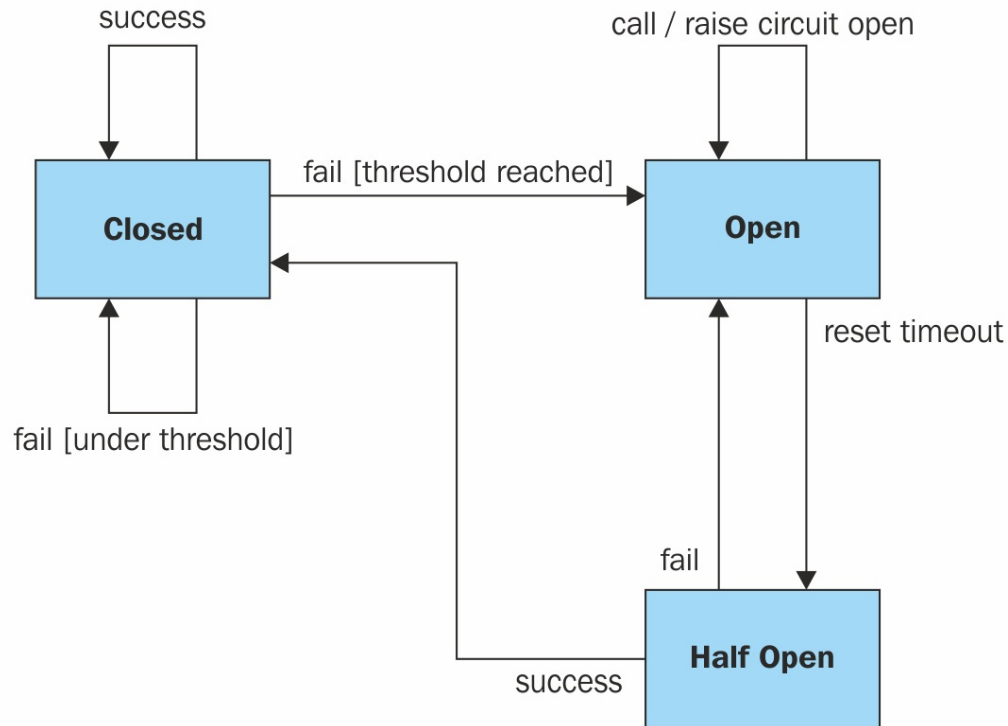 success
call / raise circuit open
fail [threshold reached]
Closed
Open
reset timeout
fail [under threshold]
fail
Half Open
success